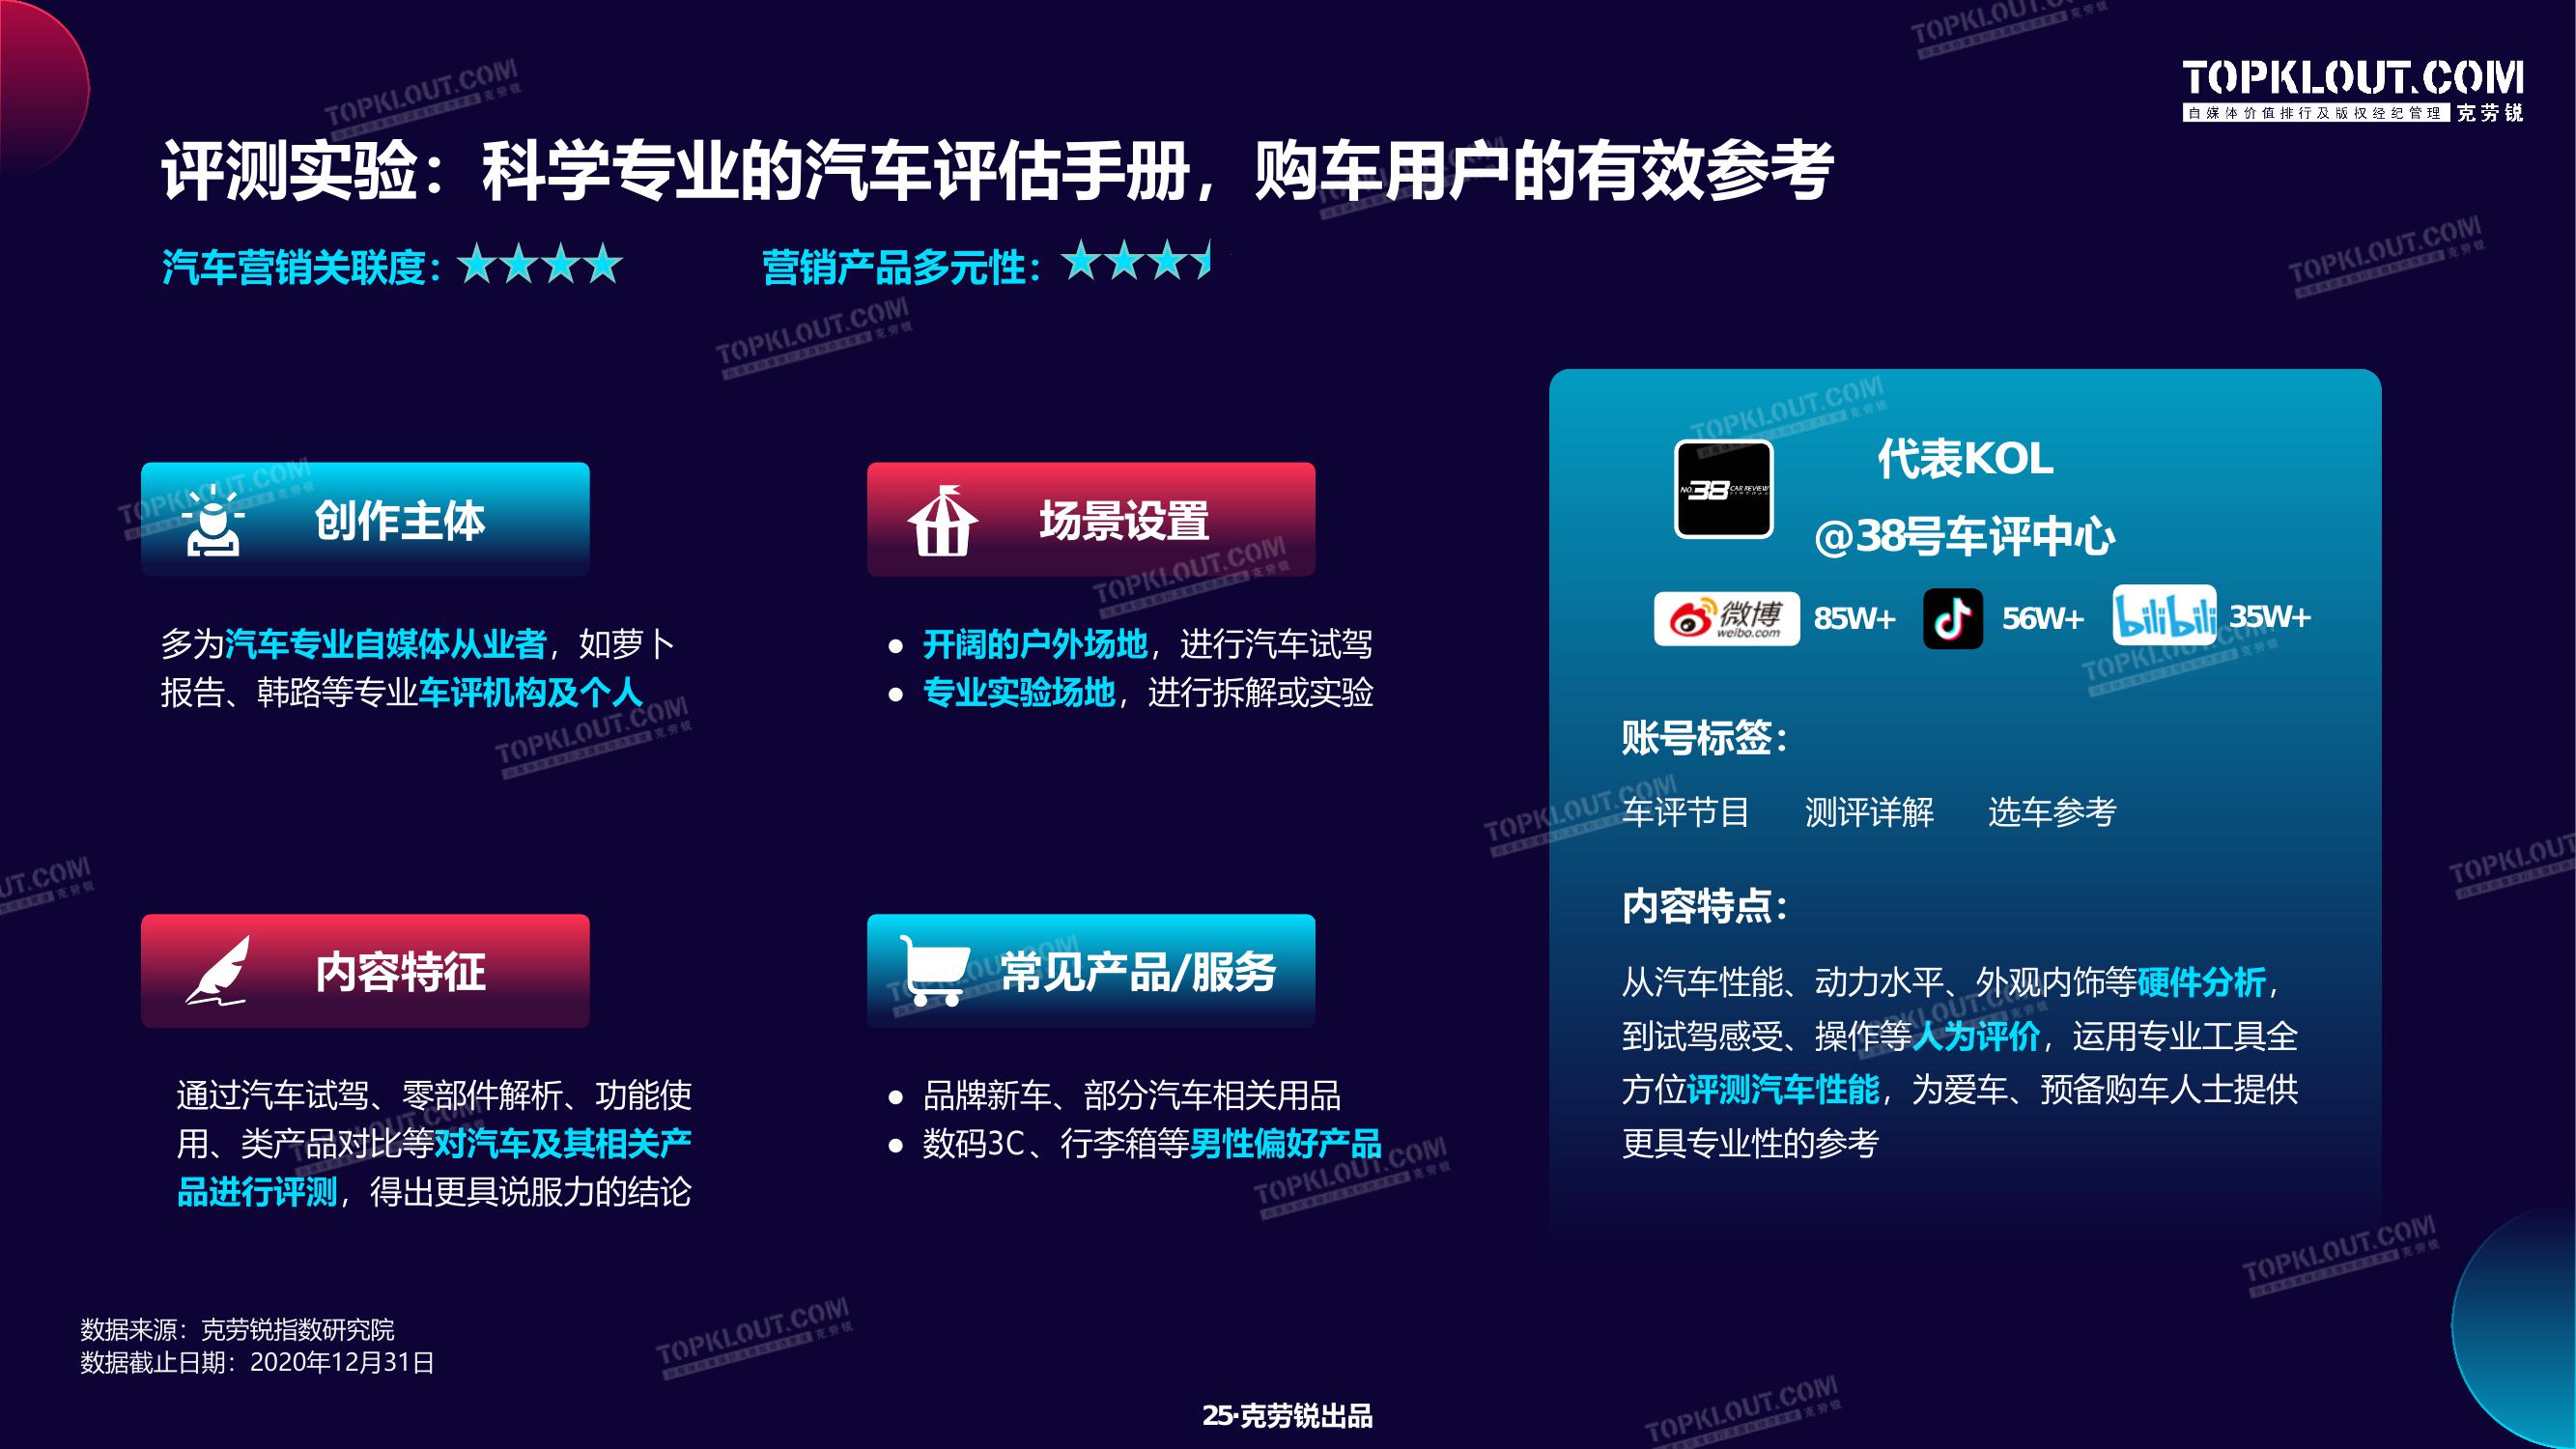 TOPKLOUT.COM
自媒体价值排行及版权经纪管理 克劳锐
评测实验：科学专业的汽车评估手册，购车用户的有效参考
汽车营销关联度：
营销产品多元性：
创作主体
多为汽车专业自媒体从业者，如萝卜
报告、韩路等专业车评机构及个人
场景设置
● 开阔的户外场地，进行汽车试驾
● 专业实验场地，进行拆解或实验
内容特征
通过汽车试驾、零部件解析、功能使
用、类产品对比等对汽车及其相关产
品进行评测，得出更具说服力的结论
常见产品/服务
● 品牌新车、部分汽车相关用品
● 数码3C、行李箱等男性偏好产品
NO.38 CAR REVIEW
代表KOL
@38号车评中心
微博
weibo.com
85W+
56W+
bilibili
35W+
账号标签：
车评节目 测评详解 选车参考
内容特点：
从汽车性能、动力水平、外观内饰等硬件分析，
到试驾感受、操作等人为评价，运用专业工具全
方位评测汽车性能，为爱车、预备购车人士提供
更具专业性的参考
数据来源：克劳锐指数研究院
数据截止日期：2020年12月31日
25·克劳锐出品